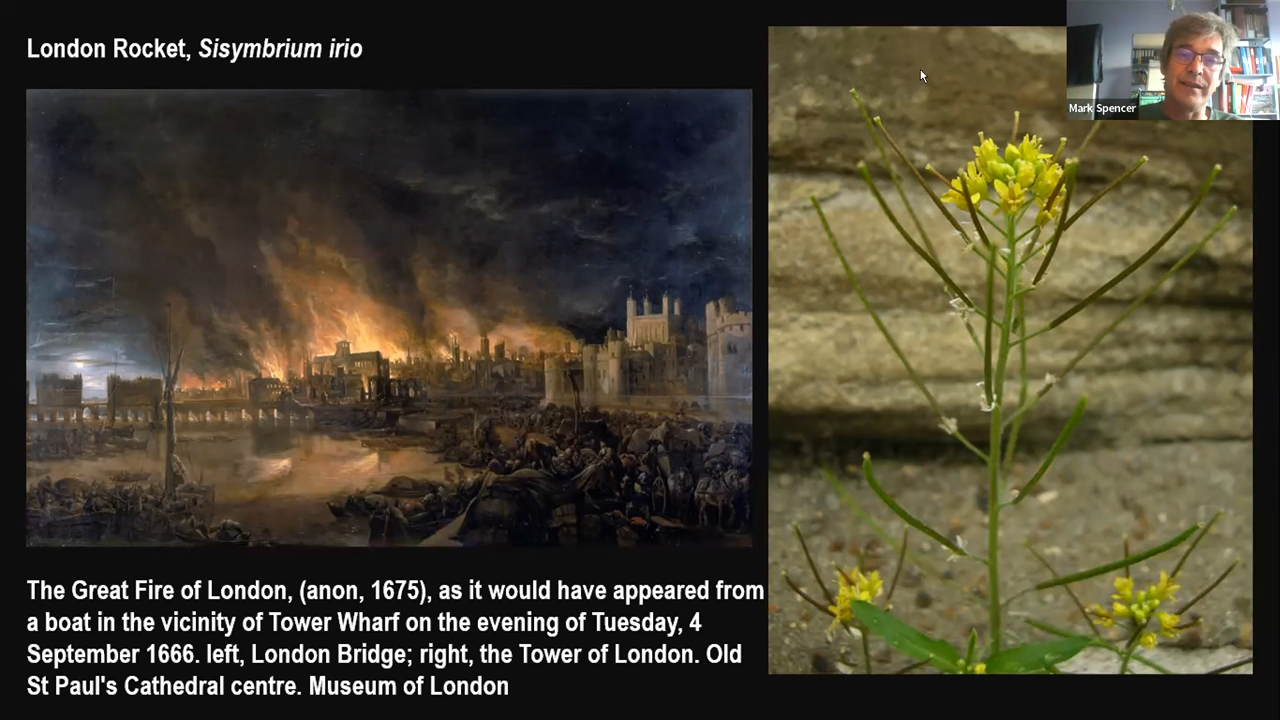 London Rocket, Sisymbrium irio
Mark Spencer
The Great Fire of London, (anon, 1675), as it would have appeared from
a boat in the vicinity of Tower Wharf on the evening of Tuesday, 4
September 1666. left, London Bridge; right, the Tower of London. Old
St Paul's Cathedral centre. Museum of London